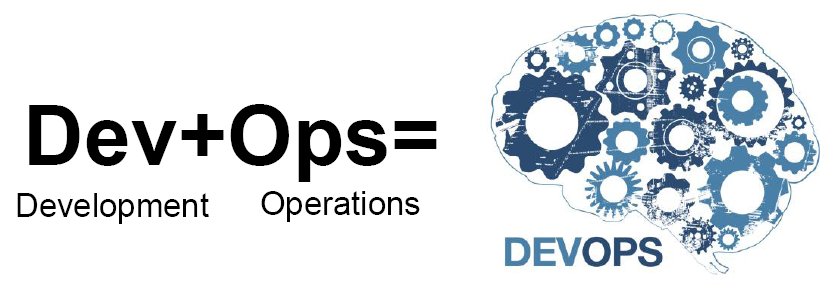 Dev+Ops=
Development Operations
DEVOPS